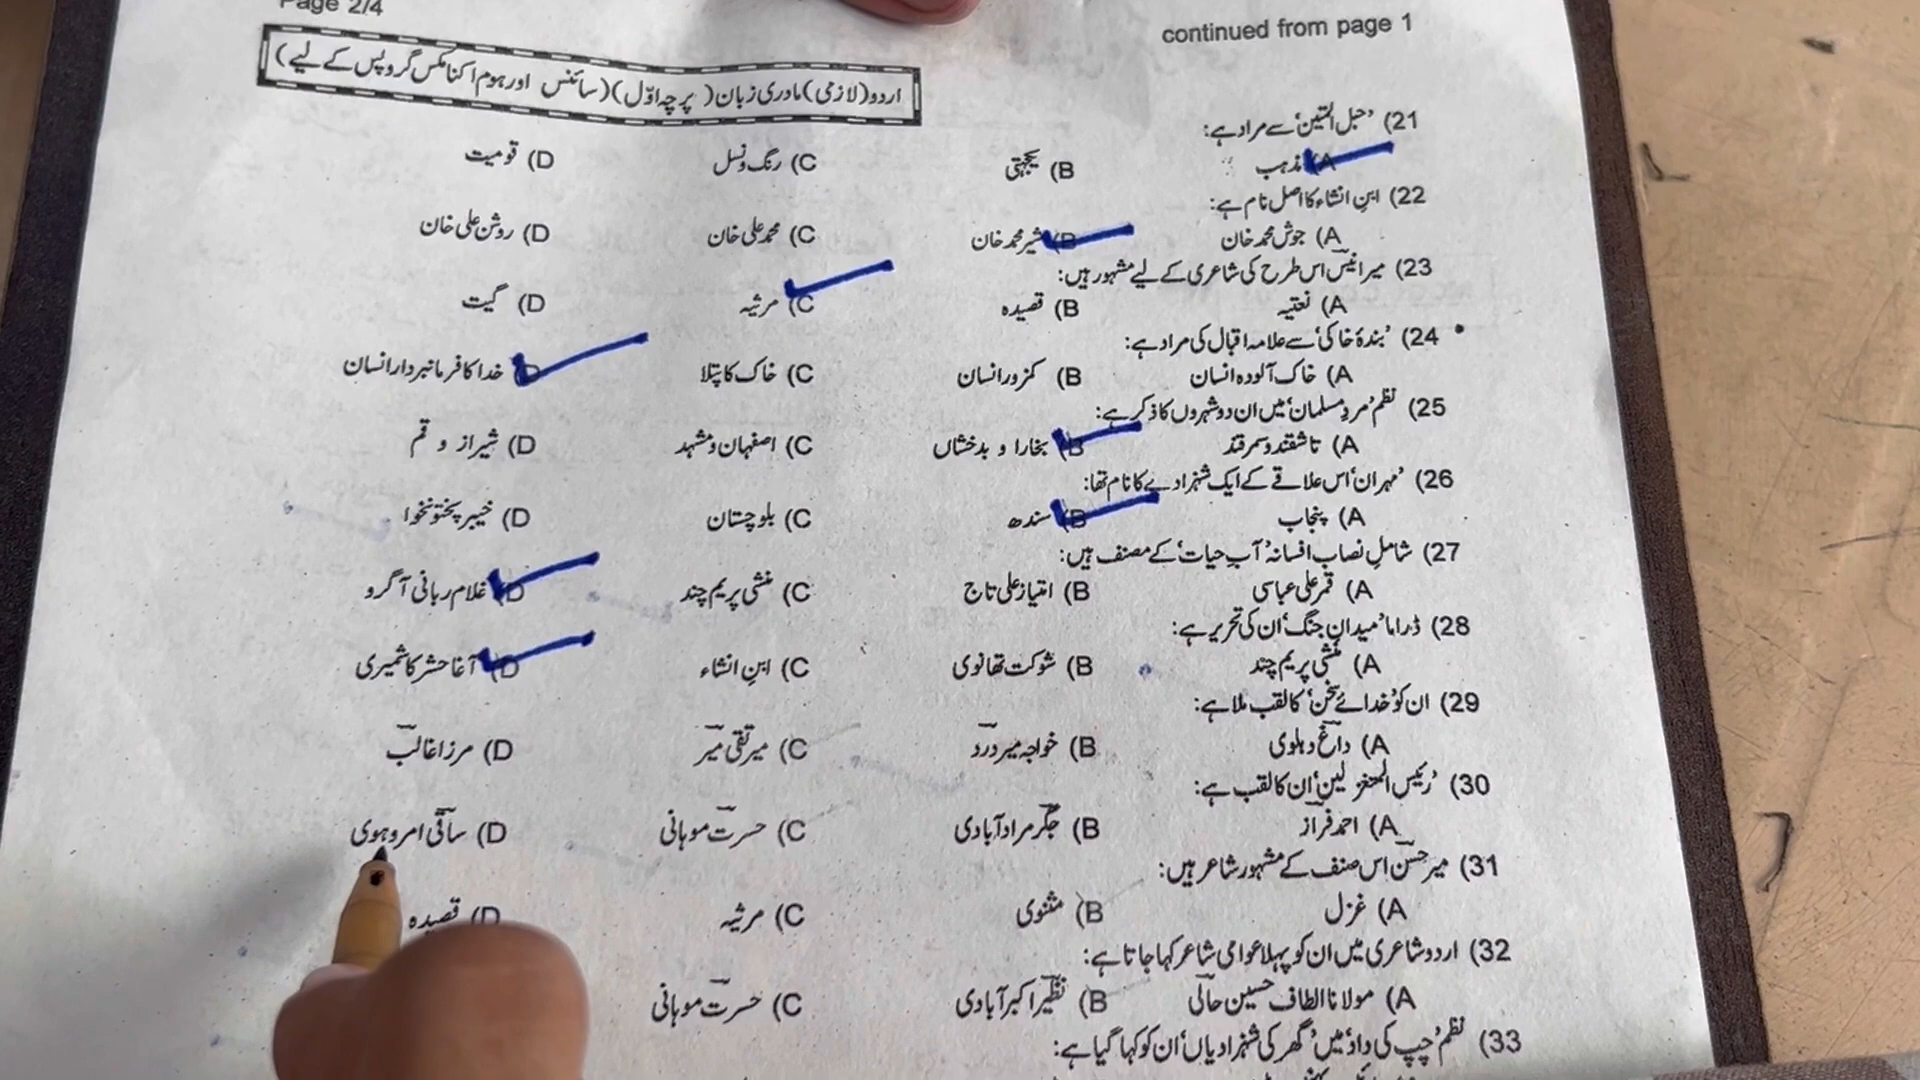 Page 2/4
continued from page 1
اردو (لازمی) مادری زبان (پرچہ اوّل) (سائنس اور ہوم اکنامکس گروپس کے لیے)
21) ’حبل المتین‘ سے مراد ہے:
A) مذہب B) یکجہتی C) رنگ و نسل D) قومیت
22) ابنِ انشاء کا اصل نام ہے:
A) جوش محمد خان B) شیر محمد خان C) محمد علی خان D) روشن علی خان
23) میر انیس اس طرح کی شاعری کے لیے مشہور ہیں:
A) نعتیہ B) قصیدہ C) مرثیہ D) گیت
24) ’بندۂ خاکی‘ سے علامہ اقبال کی مراد ہے:
A) خاک آلودہ انسان B) کمزور انسان C) خاک کا پتلا D) خدا کا فرمانبردار انسان
25) نظم ’مردِ مسلمان‘ میں ان دو شہروں کا ذکر ہے:
A) تاشقند و سمرقند B) بخارا و بدخشاں C) اصفہان و مشہد D) شیراز و قم
26) ’مہران‘ اس علاقے کے ایک شہزادے کا نام تھا:
A) پنجاب B) سندھ C) بلوچستان D) خیبر پختونخوا
27) شاملِ نصاب افسانہ ’آبِ حیات‘ کے مصنف ہیں:
A) قمر علی عباسی B) امتیاز علی تاج C) منشی پریم چند D) غلام ربانی آگرو
28) ڈراما ’میدانِ جنگ‘ ان کی تحریر ہے:
A) منشی پریم چند B) شوکت تھانوی C) ابنِ انشاء D) آغا حشر کاشمیری
29) ان کو ’خدائے سخن‘ کا لقب ملا ہے:
A) داغ دہلوی B) خواجہ میر درد C) میر تقی میر D) مرزا غالب
30) ’رئیس المتغزلین‘ ان کا لقب ہے:
A) احمد فراز B) جگر مراد آبادی C) حسرت موہانی D) ساقی امروہوی
31) میر حسن اس صنف کے مشہور شاعر ہیں:
A) غزل B) مثنوی C) مرثیہ D) قصیدہ
32) اردو شاعری میں ان کو پہلا عوامی شاعر کہا جاتا ہے:
A) مولانا الطاف حسین حالی B) نظیر اکبر آبادی C) حسرت موہانی
33) نظم ’چپ کی داد‘ میں ’گھر کی شہزادیاں‘ ان کو کہا گیا ہے: